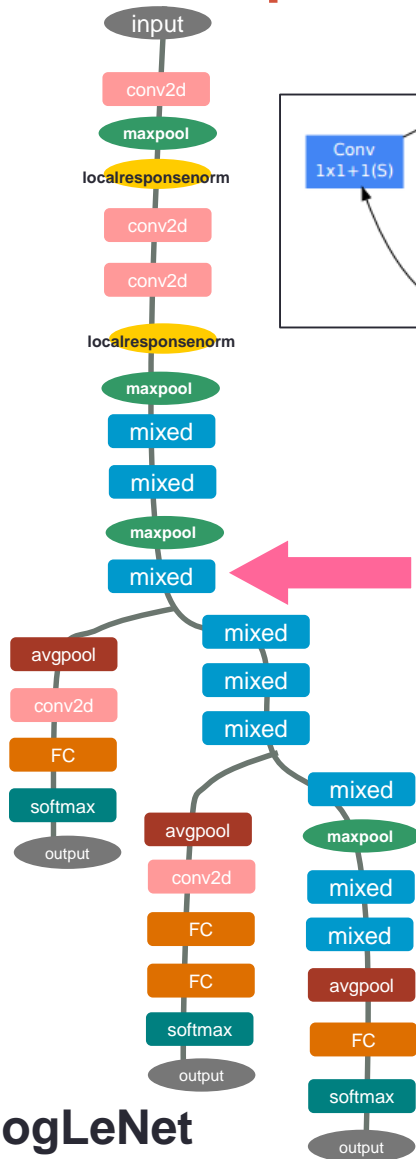 input
conv2d
maxpool
localresponsenorm
conv2d
conv2d
localresponsenorm
maxpool
mixed
mixed
maxpool
mixed
Conv
1x1+1(S)
avgpool
conv2d
FC
softmax
output
mixed
mixed
mixed
avgpool
conv2d
FC
FC
softmax
output
mixed
maxpool
mixed
mixed
avgpool
FC
softmax
output
ogLeNet